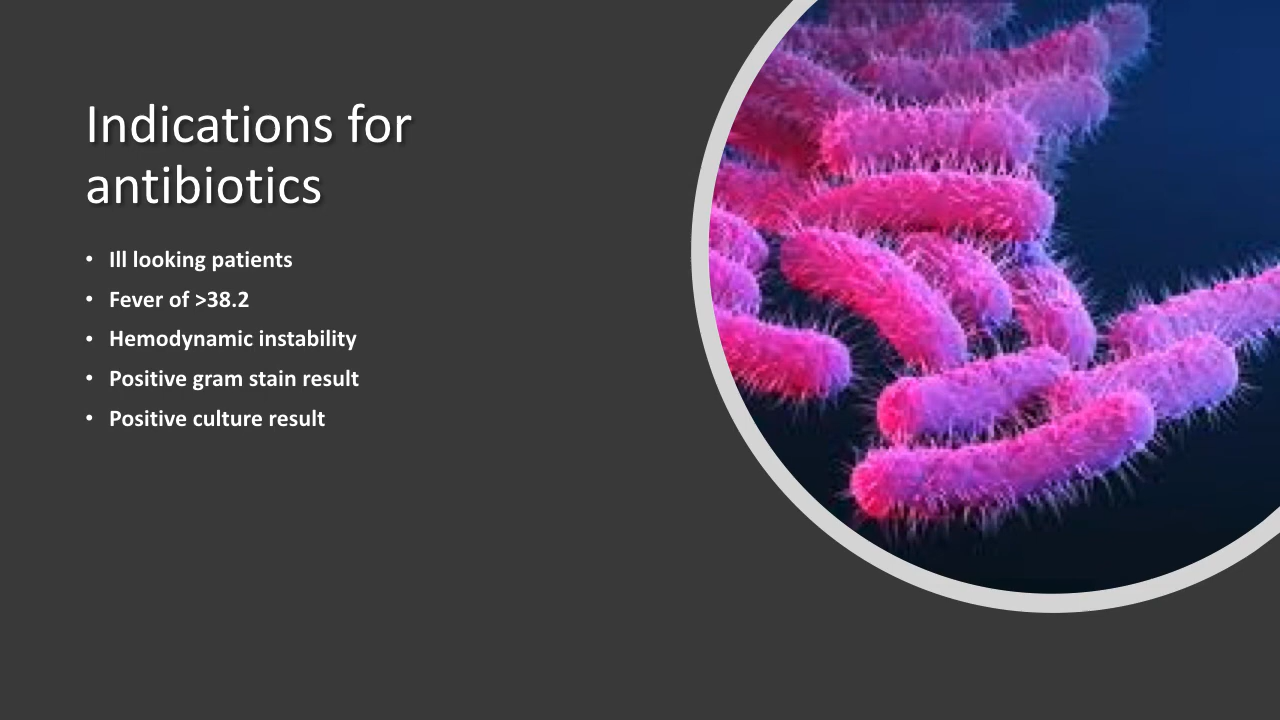 Indications for
antibiotics
• Ill looking patients
• Fever of >38.2
• Hemodynamic instability
• Positive gram stain result
• Positive culture result